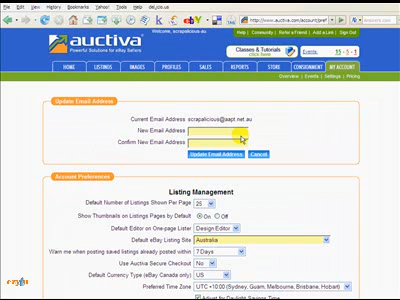 File Edit View History Bookmarks Tools Help del.icio.us
http://www.auctiva.com/account/pref
auctiva
Powerful Solutions for eBay Sellers
Welcome, scrapalicious-au
Help | Community | Refer a Friend | Add a Link | Sign Out
Classes & Tutorials
click here
Events:
HOME LISTINGS IMAGES PROFILES SALES REPORTS STORE CONSIGNMENT MY ACCOUNT
Overview | Events | Settings | Pricing
Update Email Address
Current Email Address scrapalicious@aapt.net.au
New Email Address
Confirm New Email Address
Update Email Address Cancel
Account Preferences
Listing Management
Default Number of Listings Shown Per Page 25
Show Thumbnails on Listings Pages by Default On Off
Default Editor on One-page Lister Design Editor
Default eBay Listing Site Australia
Warn me when posting saved listings already posted within 7 Days
Use Auctiva Secure Checkout No
Default Currency Type (eBay Canada only) US
Preferred Time Zone UTC +10:00 (Sydney, Guam, Melbourne, Brisbane, Hobart)
Adjust for Daylight Savings Time